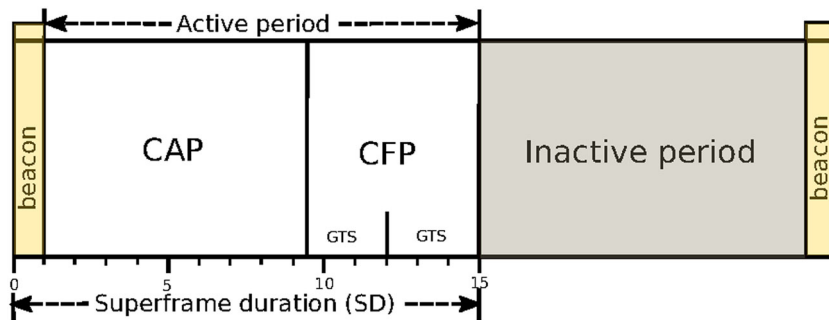 Active period
beacon
CAP
CFP
Inactive period
beacon
GTS
GTS
0
5
10
15
Superframe duration (SD)